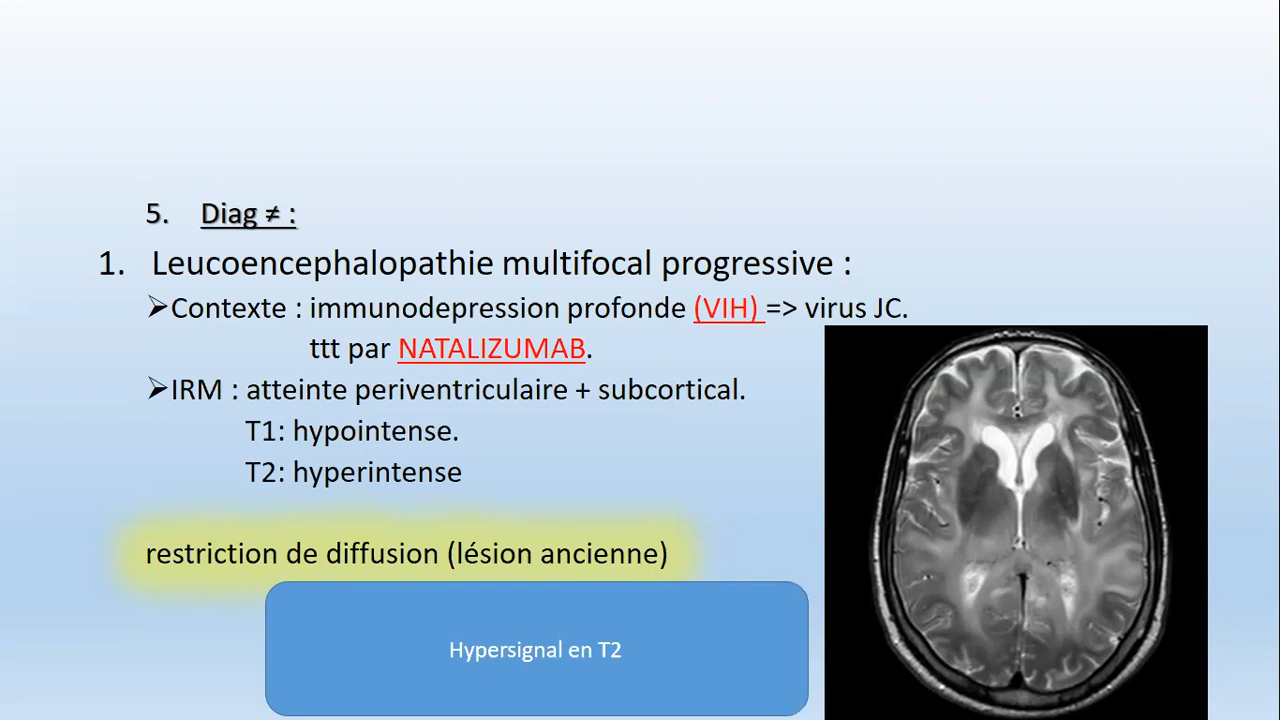 5. Diag ≠ :
1. Leucoencephalopathie multifocal progressive :
➢Contexte : immunodepression profonde (VIH) => virus JC.
ttt par NATALIZUMAB.
➢IRM : atteinte periventriculaire + subcortical.
T1: hypointense.
T2: hyperintense
restriction de diffusion (lésion ancienne)
Hypersignal en T2